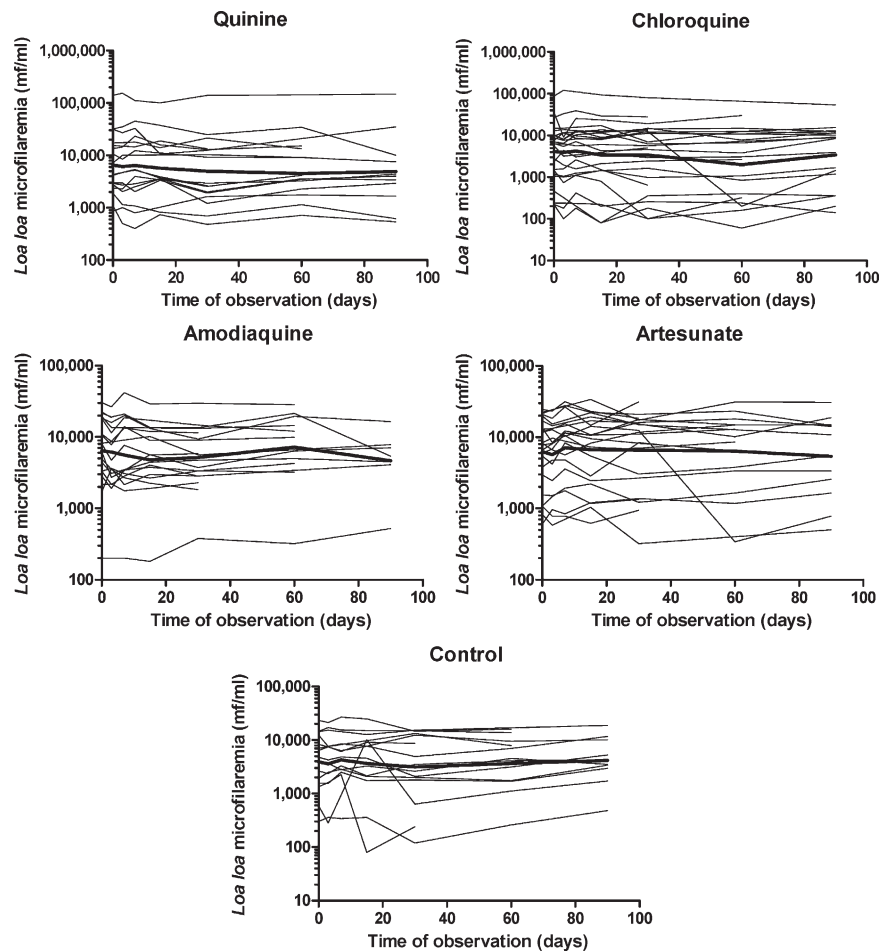 Quinine
1,000,000
100,000
10,000
1,000
100
0 20 40 60 80 100
Loa loa microfilaremia (mf/ml)
Time of observation (days)
Chloroquine
1,000,000
100,000
10,000
1,000
100
10
0 20 40 60 80 100
Loa loa microfilaremia (mf/ml)
Time of observation (days)
Amodiaquine
100,000
10,000
1,000
100
0 20 40 60 80 100
Loa loa microfilaremia (mf/ml)
Time of observation (days)
Artesunate
100,000
10,000
1,000
100
0 20 40 60 80 100
Loa loa microfilaremia (mf/ml)
Time of observation (days)
Control
100,000
10,000
1,000
100
10
0 20 40 60 80 100
Loa loa microfilaremia (mf/ml)
Time of observation (days)